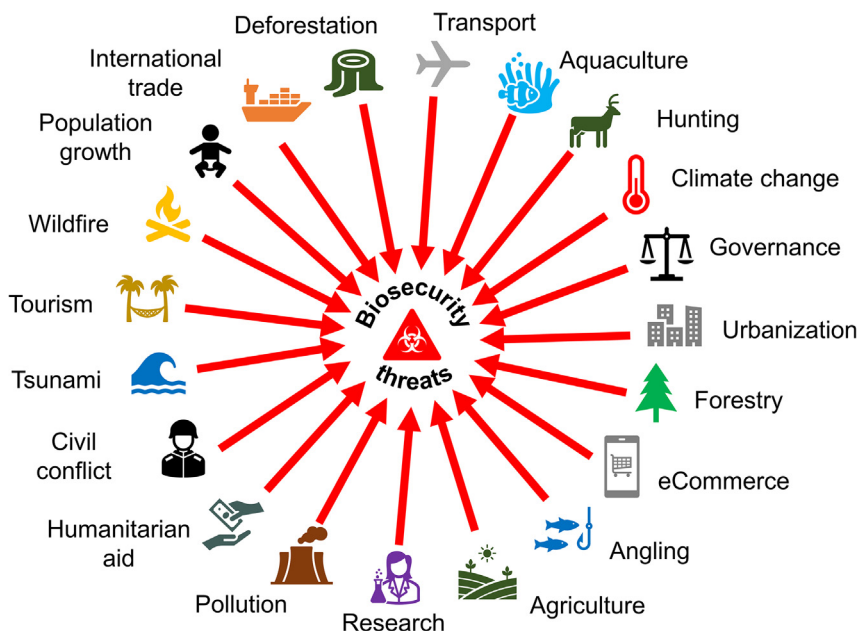 Deforestation
Transport
International
trade
Aquaculture
Population
growth
Hunting
Climate change
Wildfire
Governance
Tourism
Biosecurity
threats
Urbanization
Tsunami
Forestry
Civil
conflict
eCommerce
Humanitarian
aid
Angling
Pollution
Research
Agriculture